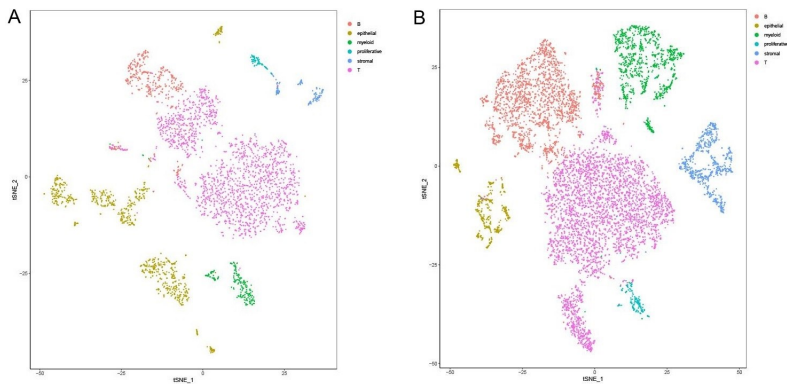 A
B
epithelial
myeloid
proliferative
stromal
T
25
0
−25
−50
−25
0
25
tSNE_1
tSNE_2
B
B
epithelial
myeloid
proliferative
stromal
T
25
0
−25
−50
−25
0
25
50
tSNE_1
tSNE_2